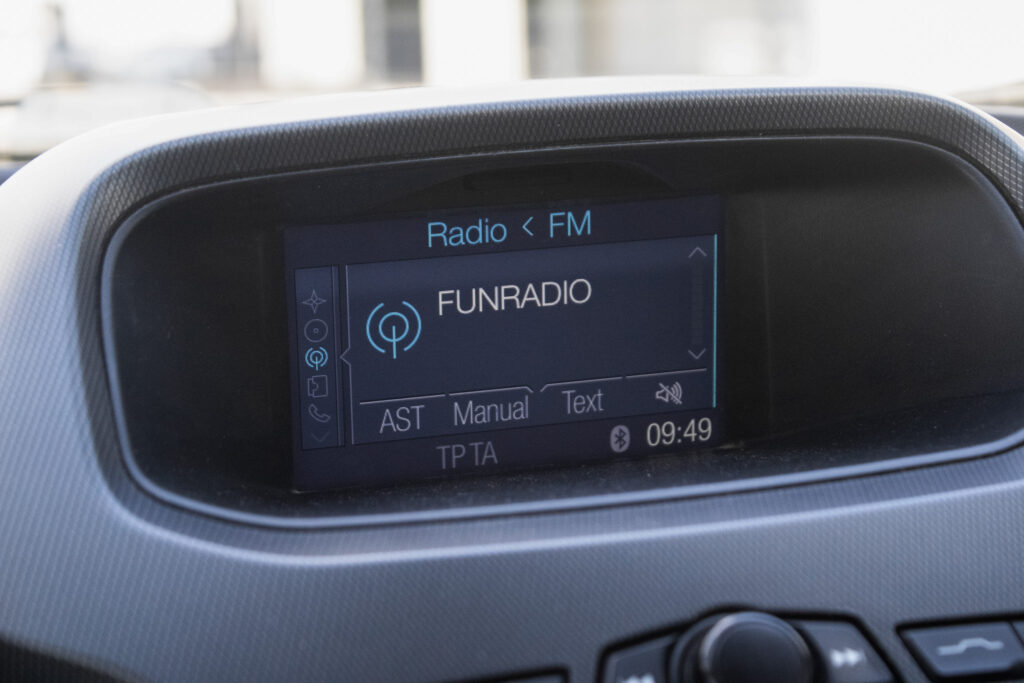 Radio < FM
FUNRADIO
AST Manual Text
TP TA 09:49